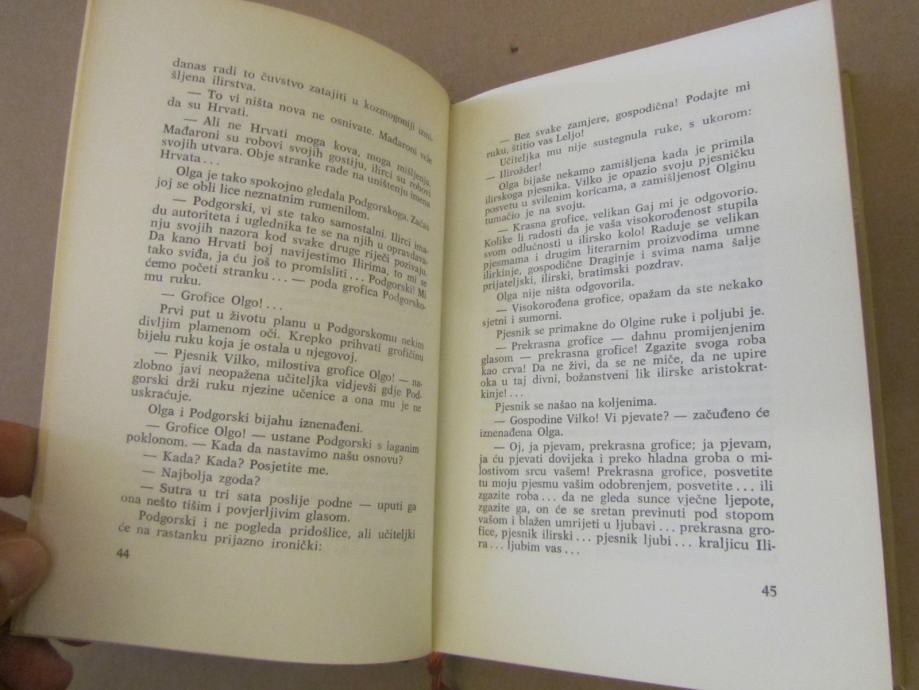 danas radi to čuvstvo zatajiti u kozmogoniji izmi-
šljena ilirstva.
— To vi ništa nova ne osnivate. Mađaroni vele
da su Hrvati.
— Ali ne Hrvati moga kova, moga mišljenja.
Mađaroni su robovi svojih gostiju, ilirci su robovi
svojih utvara. Obje stranke rade na uništenju imena
Hrvata...
Olga je tako spokojno gledala Podgorskoga. Začas
joj se obli lice neznatnim rumenilom.
— Podgorski, vi ste tako samostalni. Ilirci ima-
du autoriteta i uglednika te se na njih u opravdava-
nju svojih nazora kod svake druge riječi pozivaju.
Da kano Hrvati boj navijestimo Ilirima, to mi se
tako sviđa, ja ću još to promisliti... Podgorski! Mi
ćemo početi stranku... — poda grofica Podgorsko-
mu ruku.
— Grofice Olgo!...
Prvi put u životu planu u Podgorskomu nekim
divljim plamenom oči. Krepko prihvati grofičinu
bijelu ruku koja je ostala u njegovoj.
— Pjesnik Vilko, milostiva grofice Olgo! — na-
zlobno javi neopažena učiteljka vidjevši gdje Pod-
gorski drži ruku njezine učenice a ona mu je ne
uskraćuje.
Olga i Podgorski bijahu iznenađeni.
— Grofice Olgo! — ustane Podgorski s laganim
poklonom. — Kada da nastavimo našu osnovu?
— Kada? Kada? Posjetite me.
— Najbolja zgoda?
— Sutra u tri sata poslije podne — uputi ga
ona nešto tišim i povjerljivim glasom.
Podgorski i ne pogleda pridošlice, ali učiteljki
će na rastanku prijazno ironički:
44
— Bez svake zamjere, gospodična! Podajte mi
ruku, štitio vas Leljo!
Učiteljka mu nije sustegnula ruke, s ukorom:
— Ilirožder!
Olga bijaše nekamo zamišljena kada je primila
ilirskoga pjesnika. Vilko je opazio svoju pjesničku
posvetu u svilenim koricama, a zamišljenost Olginu
tumačio je na svoju.
— Krasna grofice, velikan Gaj mi je odgovorio.
Kolike li radosti da je vaša visokorođenost stupila
svom odlučnosti u ilirsko kolo! Raduje se velikan
pjesmama i drugim literarnim proizvodima umne
ilirkinje, gospodične Draginje i svima nama šalje
prijateljski, ilirski, bratimski pozdrav.
Olga nije ništa odgovorila.
— Visokorođena grofice, opažam da ste nekako
sjetni i sumorni.
Pjesnik se primakne do Olgine ruke i poljubi je.
— Prekrasna grofice — dahnu promijenjenim
glasom — prekrasna grofice! Zgazite svoga roba
kao crva! Da ne živi, da se ne miče, da ne upire
oka u taj divni, božanstveni lik ilirske aristokrat-
kinje!...
Pjesnik se našao na koljenima.
— Gospodine Vilko! Vi pjevate? — začuđeno će
iznenađena Olga.
— Oj, ja pjevam, prekrasna grofice; ja pjevam,
ja ću pjevati dovijeka i preko hladna groba o mi-
lostivom srcu vašem! Prekrasna grofice, posvetite
tu moju pjesmu vašim odobrenjem, posvetite... ili
zgazite roba... da ne gleda sunce vječne ljepote,
zgazite ga, on će se sretan previnuti pod stopom
vašom i blažen umrijeti u ljubavi... prekrasna gro-
fice, pjesnik ilirski... pjesnik ljubi... kraljicu Ili-
ra... ljubim vas...
45